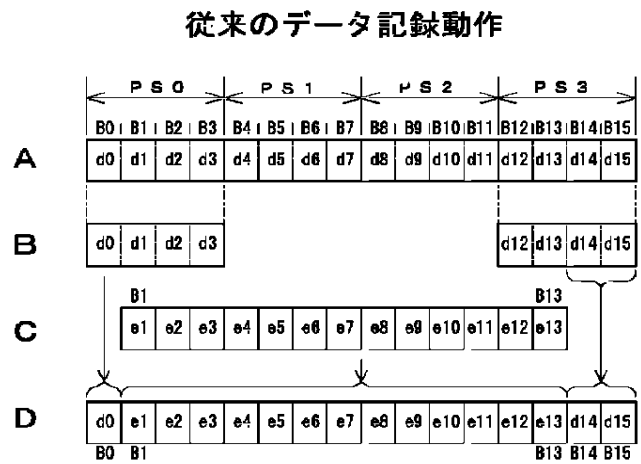 従来のデータ記録動作
PS0 PS1 PS2 PS3
B0 B1 B2 B3 B4 B5 B6 B7 B8 B9 B10 B11 B12 B13 B14 B15
A d0 d1 d2 d3 d4 d5 d6 d7 d8 d9 d10 d11 d12 d13 d14 d15
B d0 d1 d2 d3 d12 d13 d14 d15
B1 B13
C e1 e2 e3 e4 e5 e6 e7 e8 e9 e10 e11 e12 e13
D d0 e1 e2 e3 e4 e5 e6 e7 e8 e9 e10 e11 e12 e13 d14 d15
B0 B1 B13 B14 B15